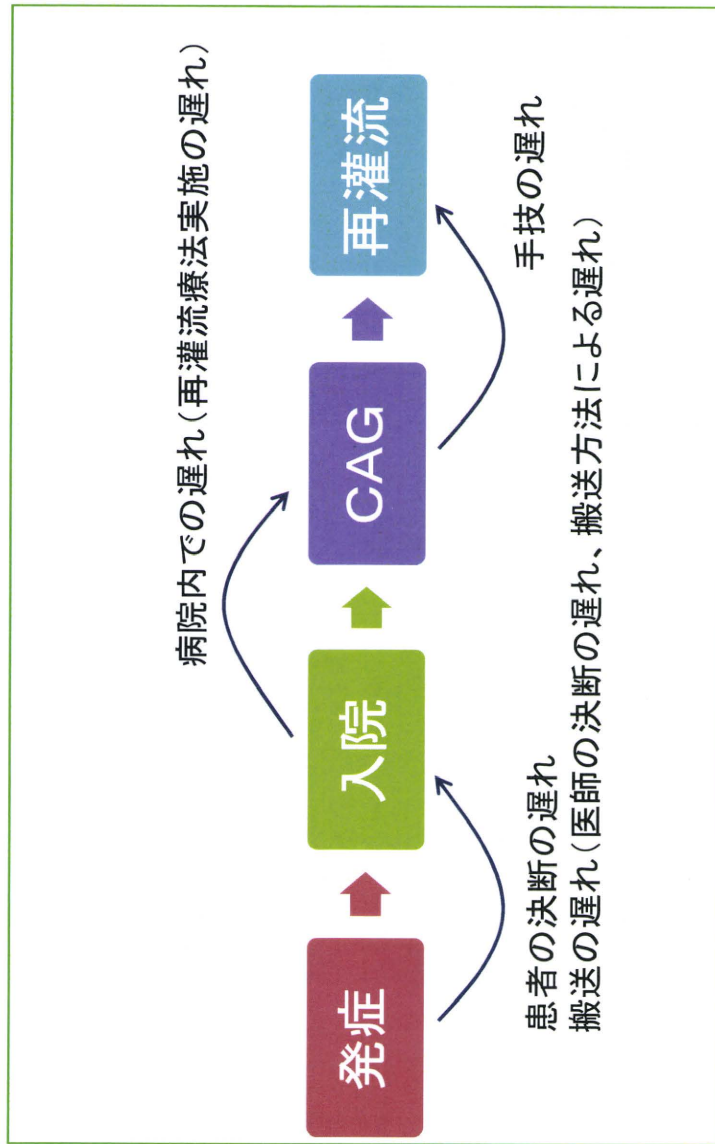 病院内での遅れ(再灌流療法実施の遅れ)
発症
入院
CAG
再灌流
手技の遅れ
患者の決断の遅れ
搬送の遅れ(医師の決断の遅れ、搬送方法による遅れ)